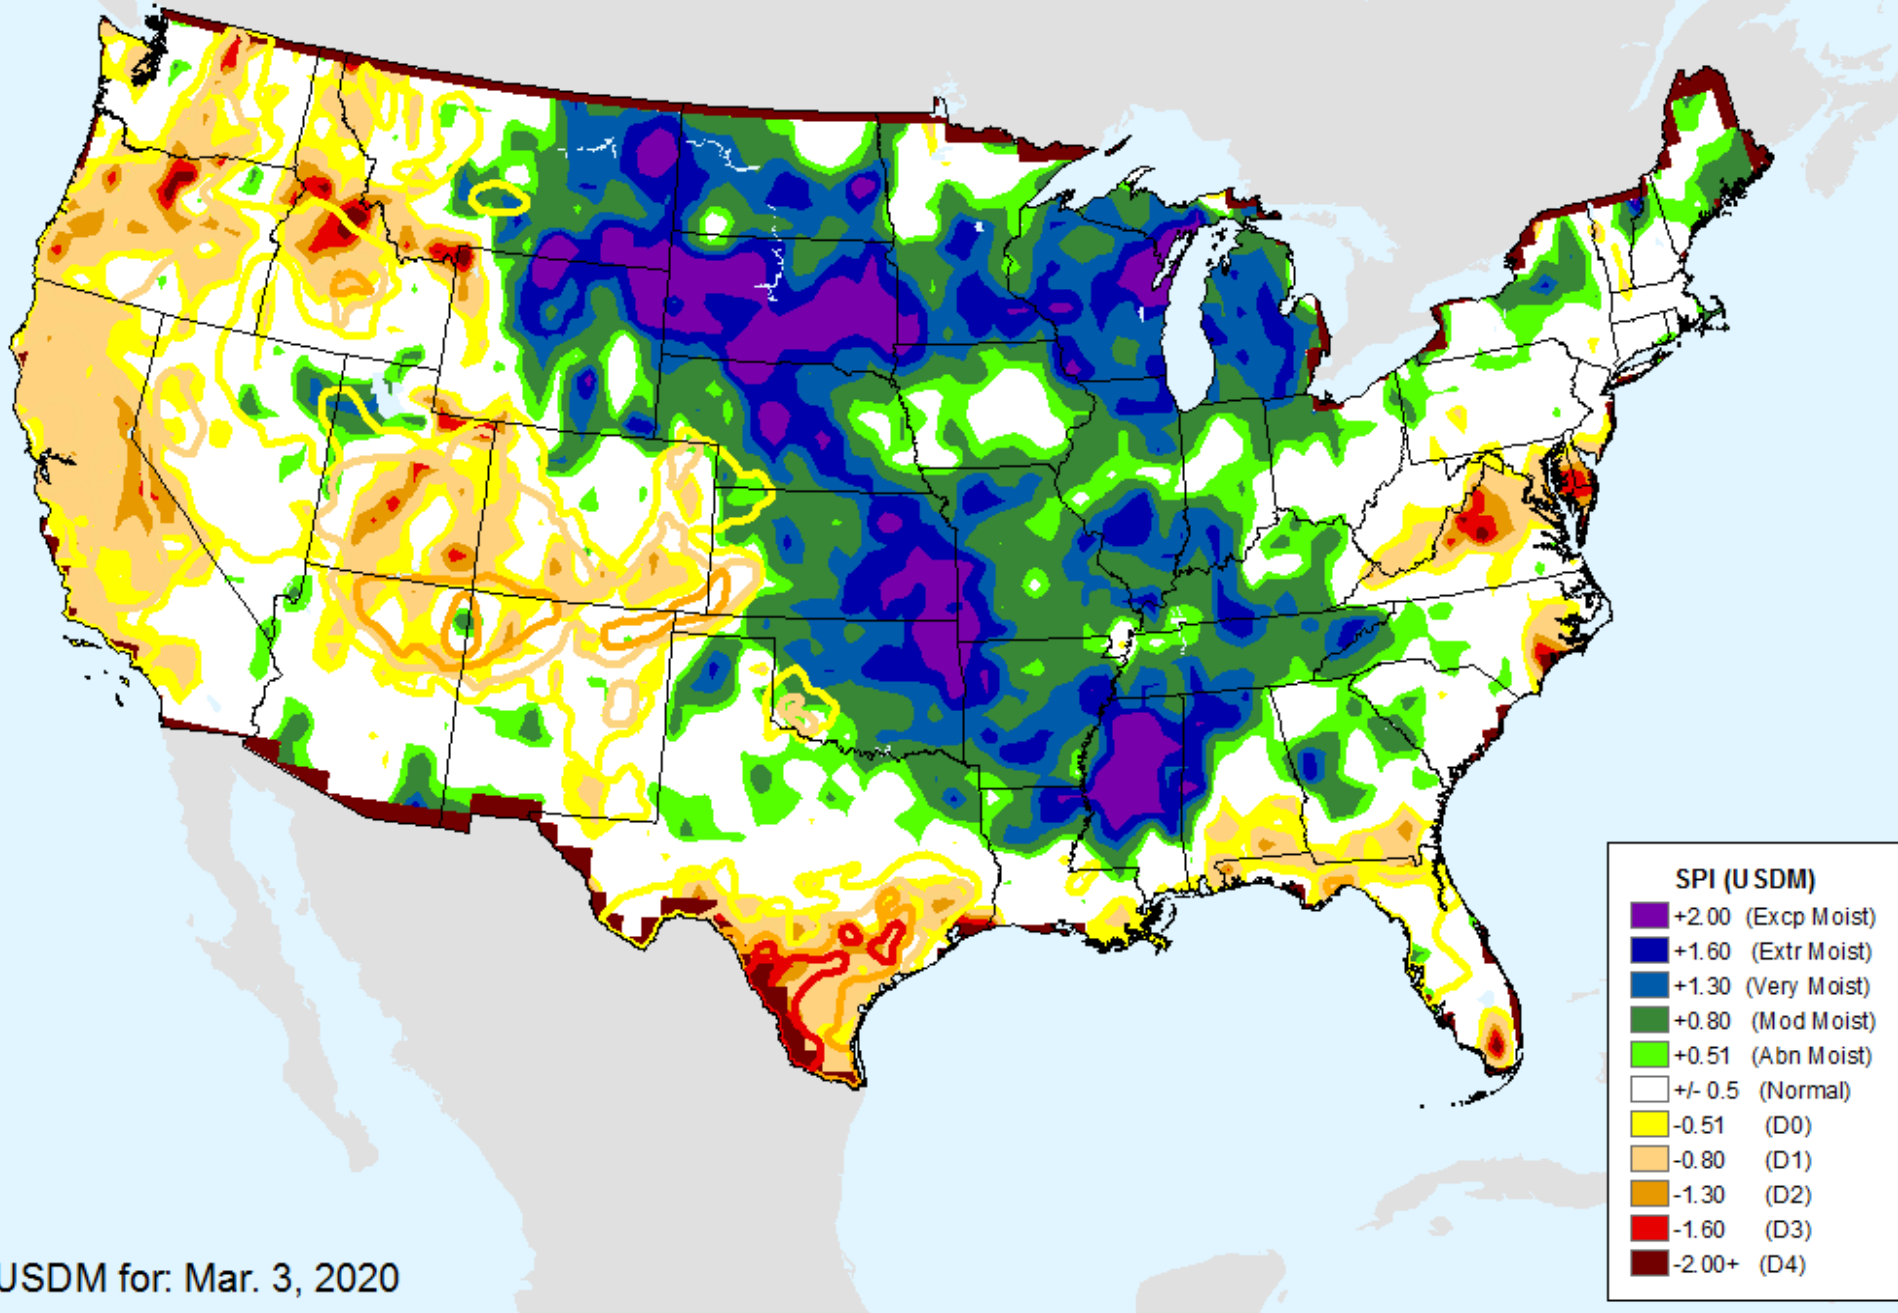 SPI (USDM)
+2.00 (Excp Moist)
+1.60 (Extr Moist)
+1.30 (Very Moist)
+0.80 (Mod Moist)
+0.51 (Abn Moist)
+/- 0.5 (Normal)
-0.51 (D0)
-0.80 (D1)
-1.30 (D2)
-1.60 (D3)
-2.00+ (D4)
USDM for: Mar. 3, 2020